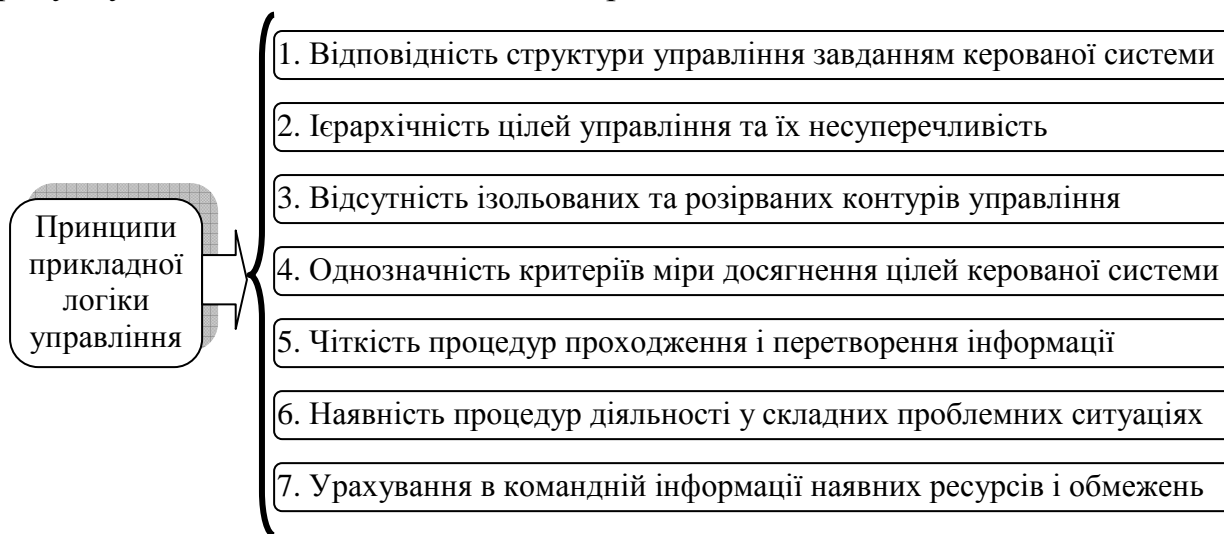 Принципи
прикладної
логіки
управління
1. Відповідність структури управління завданням керованої системи
2. Ієрархічність цілей управління та їх несуперечливість
3. Відсутність ізольованих та розірваних контурів управління
4. Однозначність критеріїв міри досягнення цілей керованої системи
5. Чіткість процедур проходження і перетворення інформації
6. Наявність процедур діяльності у складних проблемних ситуаціях
7. Урахування в командній інформації наявних ресурсів і обмежень